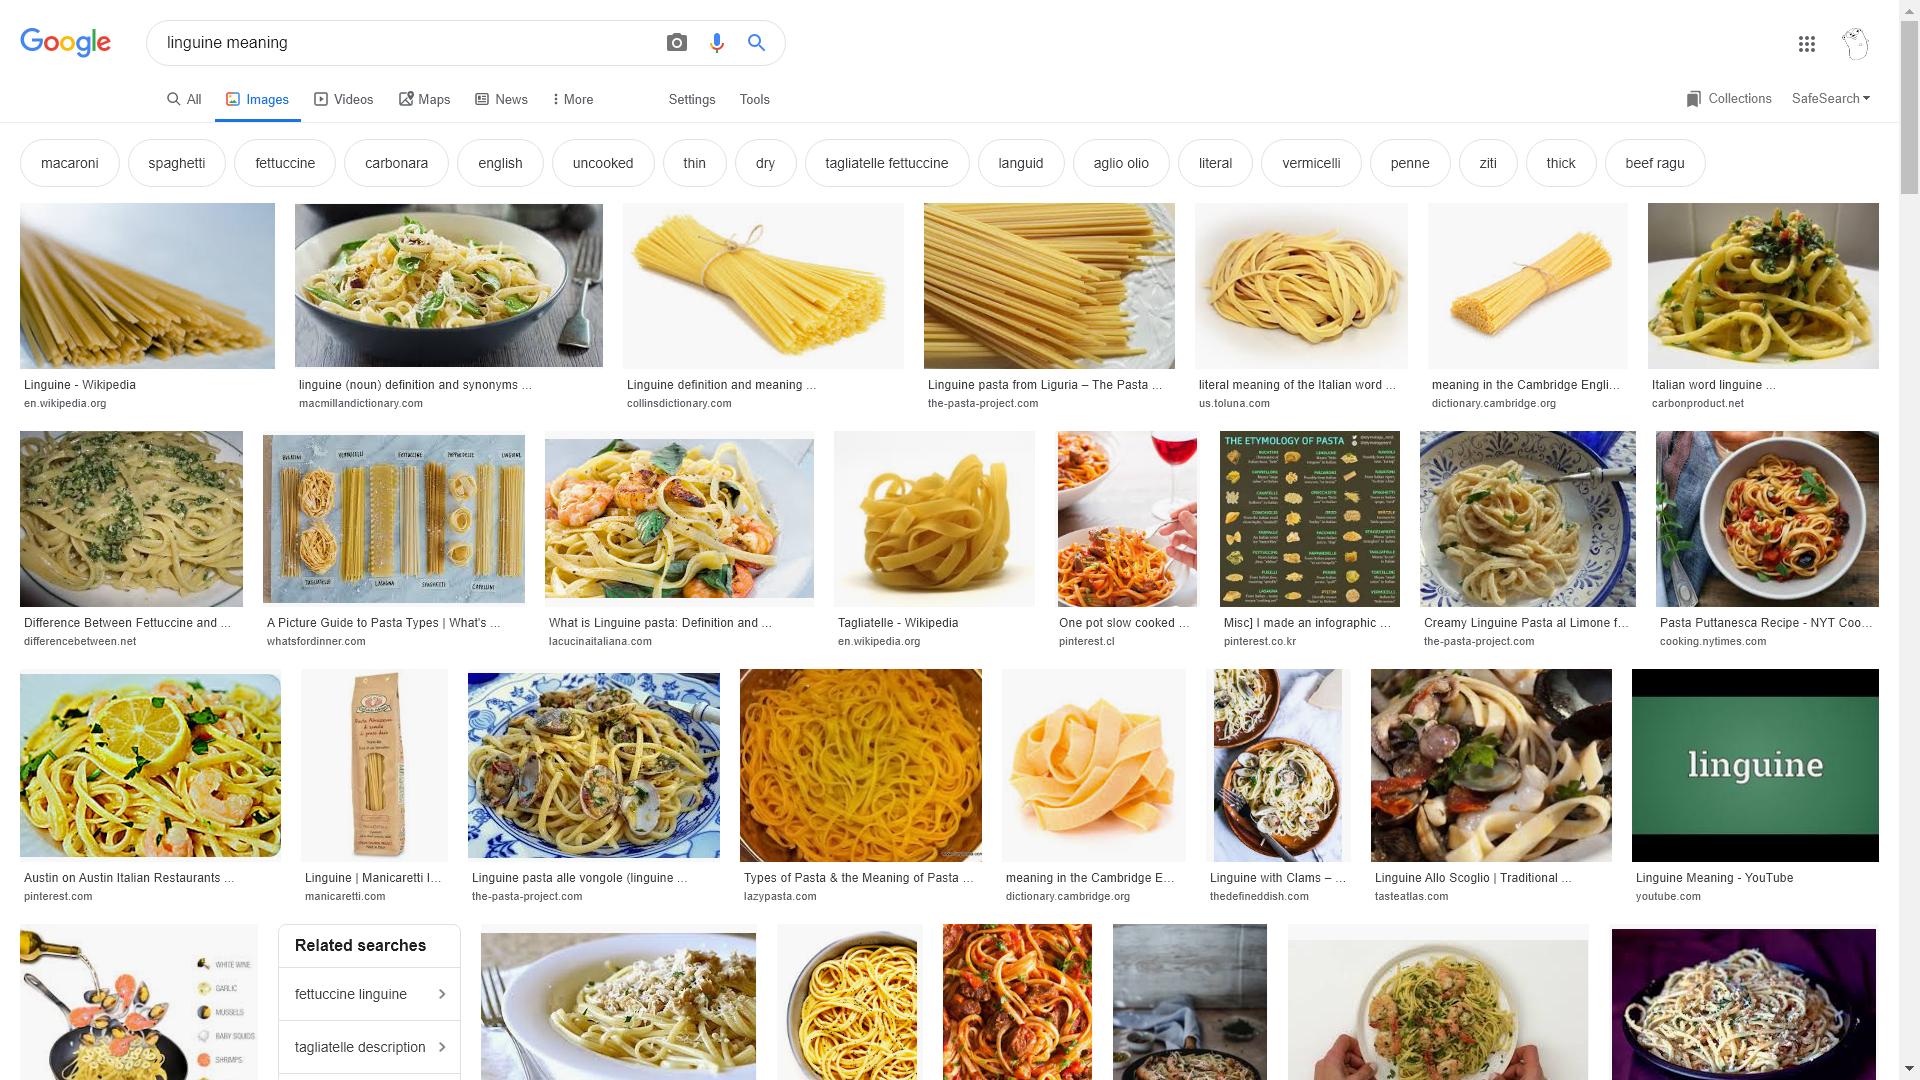 Google
linguine meaning
All
Images
Videos
Maps
News
More
Settings
Tools
Collections
SafeSearch
macaroni
spaghetti
fettuccine
carbonara
english
uncooked
thin
dry
tagliatelle fettuccine
languid
aglio olio
literal
vermicelli
penne
ziti
thick
beef ragu
Linguine - Wikipedia
en.wikipedia.org
linguine (noun) definition and synonyms ...
macmillandictionary.com
Linguine definition and meaning ...
collinsdictionary.com
Linguine pasta from Liguria – The Pasta ...
the-pasta-project.com
literal meaning of the Italian word ...
us.toluna.com
meaning in the Cambridge Engli...
dictionary.cambridge.org
Italian word linguine ...
carbonproduct.net
THE ETYMOLOGY OF PASTA
Difference Between Fettuccine and ...
differencebetween.net
A Picture Guide to Pasta Types | What's ...
whatsfordinner.com
What is Linguine pasta: Definition and ...
lacucinaitaliana.com
Tagliatelle - Wikipedia
en.wikipedia.org
One pot slow cooked ...
pinterest.cl
Misc] I made an infographic ...
pinterest.co.kr
Creamy Linguine Pasta al Limone f...
the-pasta-project.com
Pasta Puttanesca Recipe - NYT Coo...
cooking.nytimes.com
linguine
Austin on Austin Italian Restaurants ...
pinterest.com
Linguine | Manicaretti I...
manicaretti.com
Linguine pasta alle vongole (linguine ...
the-pasta-project.com
Types of Pasta & the Meaning of Pasta ...
lazypasta.com
meaning in the Cambridge E...
dictionary.cambridge.org
Linguine with Clams – ...
thedefineddish.com
Linguine Allo Scoglio | Traditional ...
tasteatlas.com
Linguine Meaning - YouTube
youtube.com
WHITE WINE
GARLIC
MUSSELS
BABY SQUIDS
SHRIMPS
Related searches
fettuccine linguine
tagliatelle description